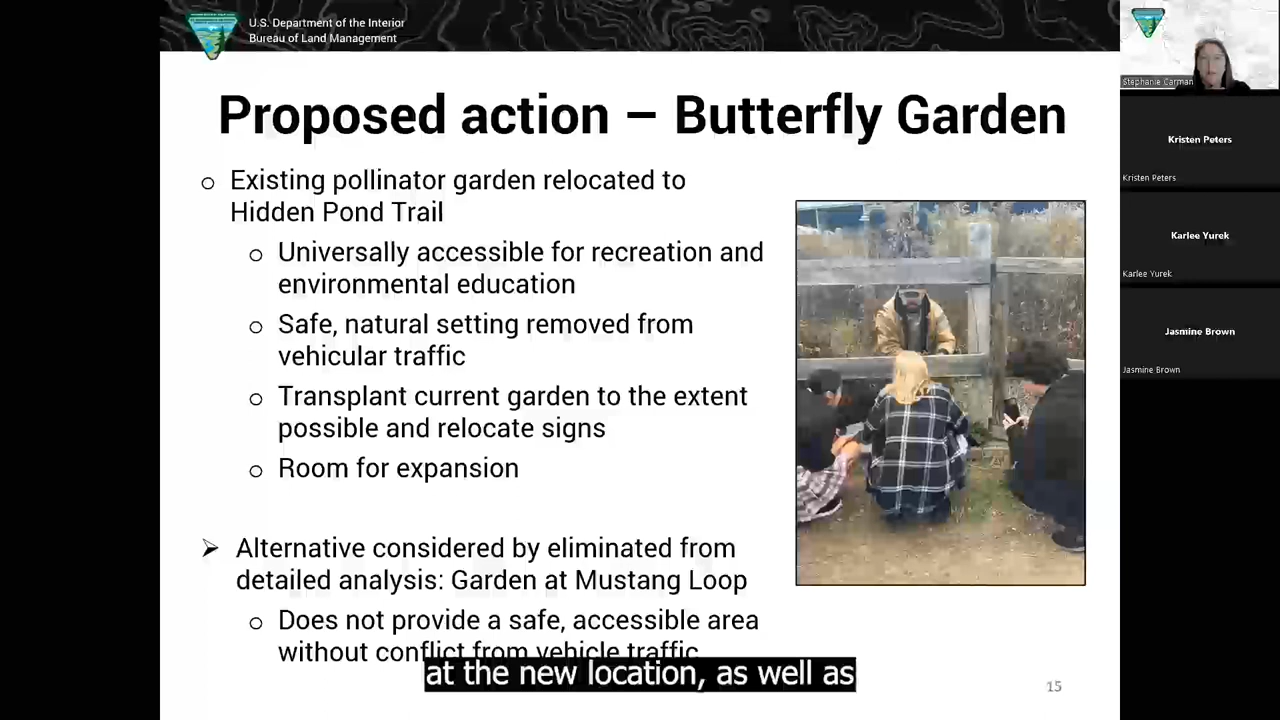 U.S. Department of the Interior
Bureau of Land Management
Proposed action – Butterfly Garden
o Existing pollinator garden relocated to
Hidden Pond Trail
o Universally accessible for recreation and
environmental education
o Safe, natural setting removed from
vehicular traffic
o Transplant current garden to the extent
possible and relocate signs
o Room for expansion
➢ Alternative considered by eliminated from
detailed analysis: Garden at Mustang Loop
o Does not provide a safe, accessible area
without conflict from vehicle traffic
at the new location, as well as
15
Stephanie Carman
Kristen Peters
Kristen Peters
Karlee Yurek
Karlee Yurek
Jasmine Brown
Jasmine Brown